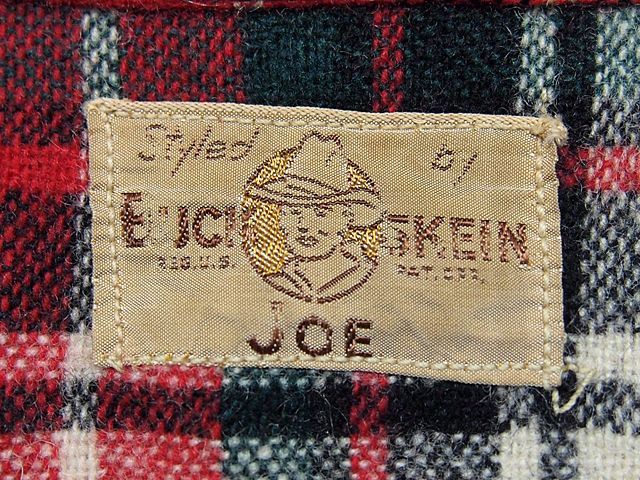 Styled by
BUCK SKEIN
REG.U.S. PAT.OFF.
JOE